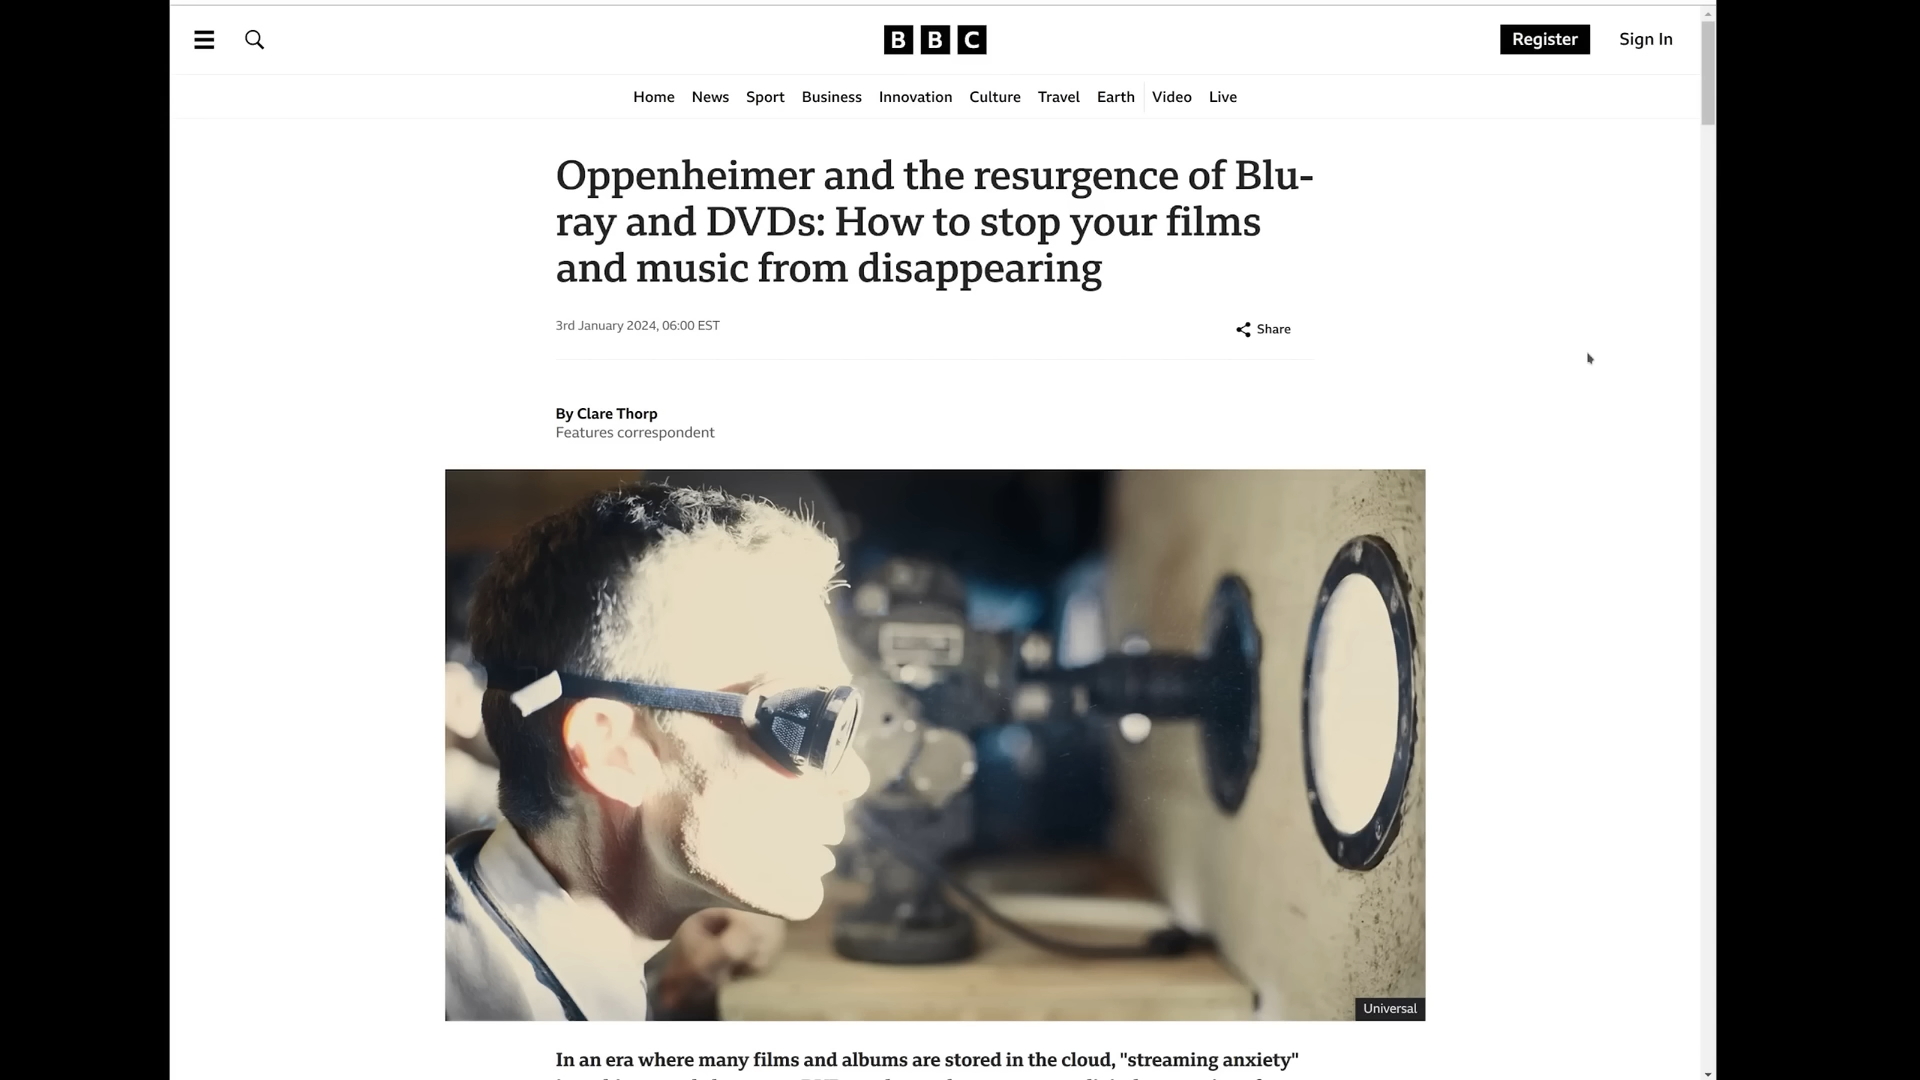 BBC
Register
Sign In
Home News Sport Business Innovation Culture Travel Earth Video Live
Oppenheimer and the resurgence of Blu-
ray and DVDs: How to stop your films
and music from disappearing
3rd January 2024, 06:00 EST
Share
By Clare Thorp
Features correspondent
Universal
In an era where many films and albums are stored in the cloud, "streaming anxiety"